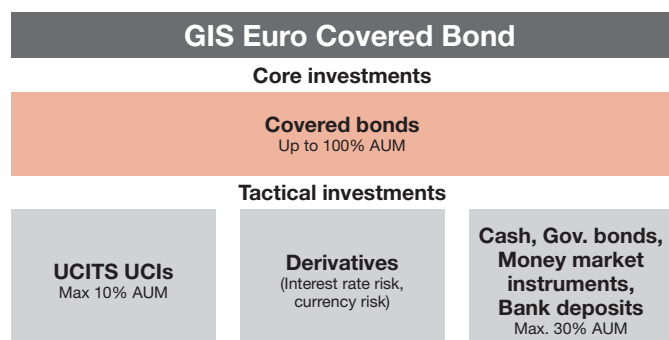 GIS Euro Covered Bond
Core investments
Covered bonds
Up to 100% AUM
Tactical investments
UCITS UCIs
Max 10% AUM
Derivatives
(Interest rate risk,
currency risk)
Cash, Gov. bonds,
Money market
instruments,
Bank deposits
Max. 30% AUM